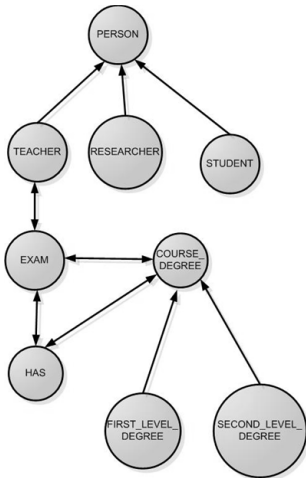 PERSON
TEACHER
RESEARCHER
STUDENT
EXAM
COURSE_
DEGREE
HAS
FIRST_LEVEL_
DEGREE
SECOND_LEVEL_
DEGREE